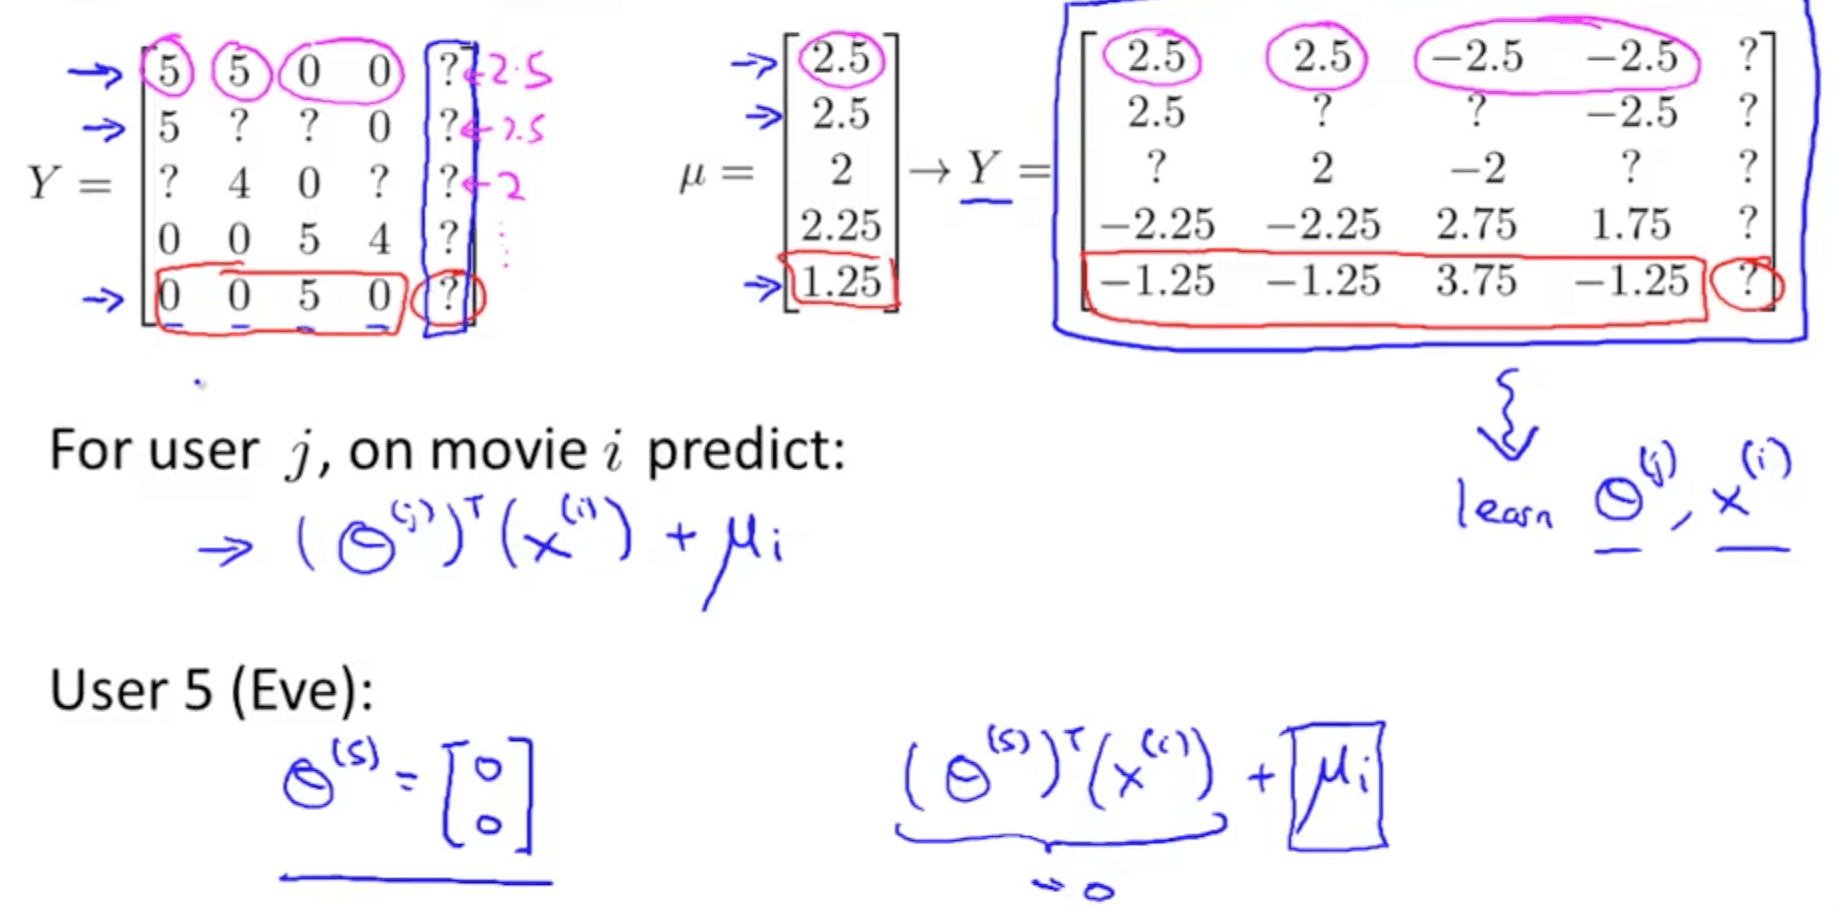 5 5 0 0 ? ←2.5
5 ? ? 0 ? ←2.5
Y = ? 4 0 ? ? ←2
0 0 5 4 ? ⋮
0 0 5 0 ?
μ = 2.5
2.5
2
2.25
1.25
→ Y =
2.5 2.5 −2.5 −2.5 ?
2.5 ? ? −2.5 ?
? 2 −2 ? ?
−2.25 −2.25 2.75 1.75 ?
−1.25 −1.25 3.75 −1.25 ?
For user j, on movie i predict:
learn Θ^(j), x^(i)
→ (Θ^(j))^T (x^(i)) + μ_i
User 5 (Eve):
Θ^(5) = [0
0]
(Θ^(5))^T (x^(i)) + μ_i
= 0